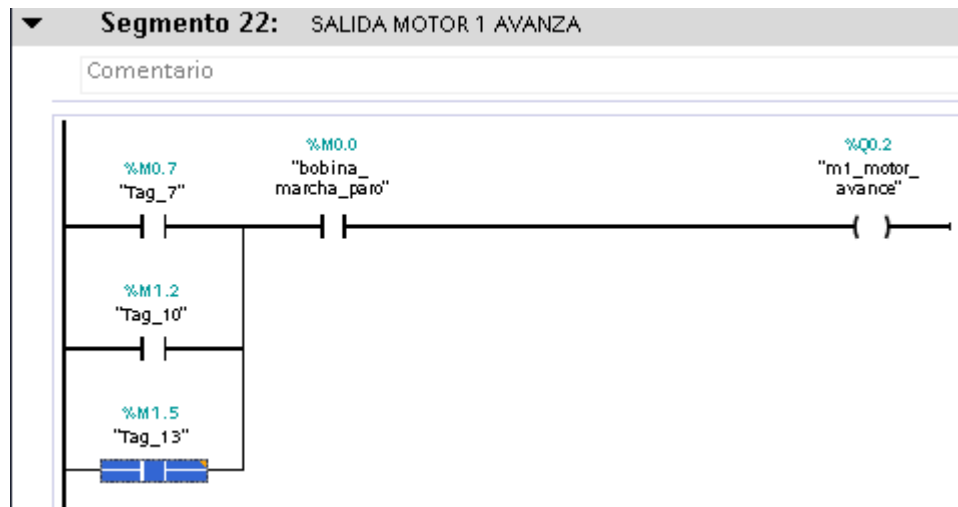 Segmento 22: SALIDA MOTOR 1 AVANZA
Comentario
%M0.7
"Tag_7"
%M0.0
"bobina_
marcha_paro"
%Q0.2
"m1_motor_
avance"
%M1.2
"Tag_10"
%M1.5
"Tag_13"